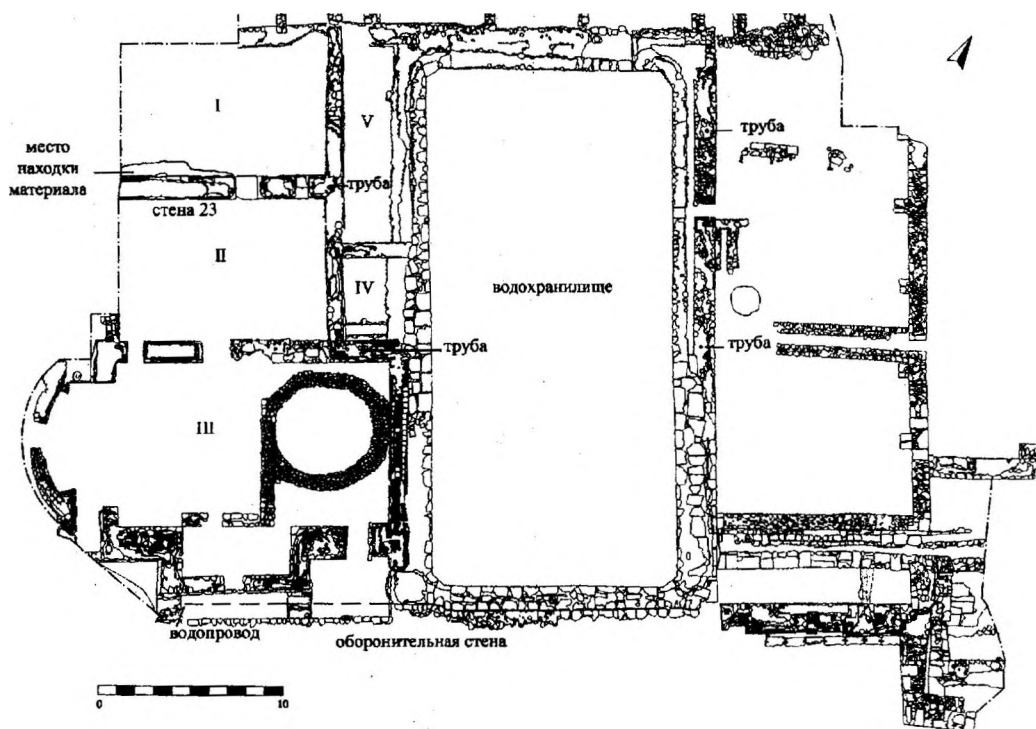 I
V
труба
место
находки
материала
труба
стена 23
II
IV
водохранилище
труба
труба
III
водопровод
оборонительная стена
0 10